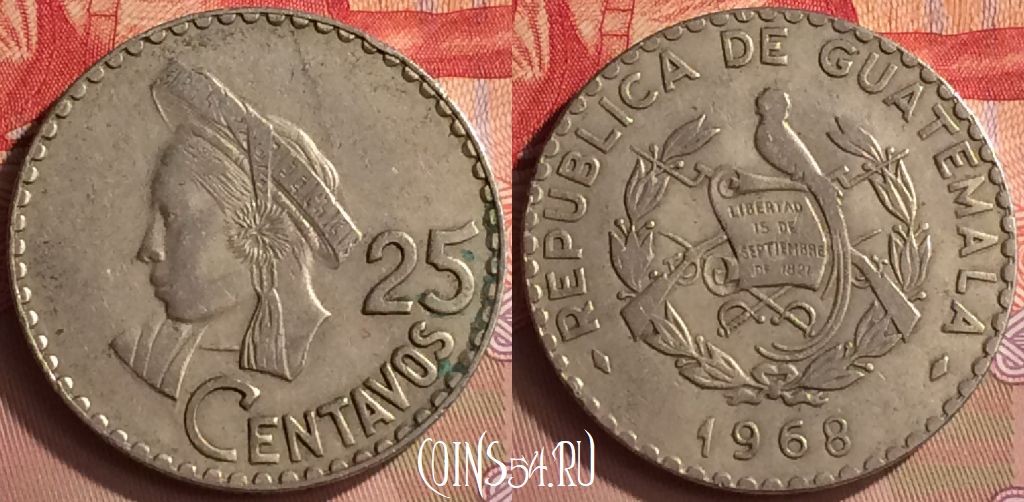 25
CENTAVOS
REPUBLICA DE GUATEMALA
LIBERTAD
15 DE
SEPTIEMBRE
DE 1821
1968
COINS54.RU